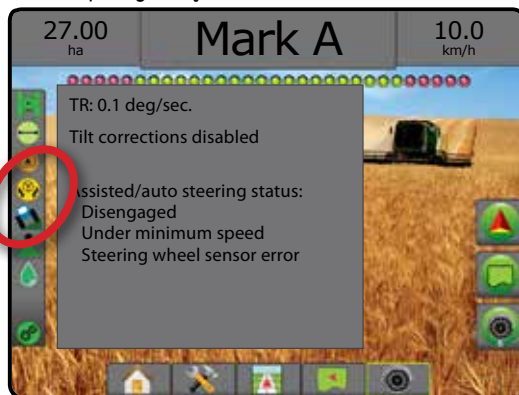 27.00
ha
Mark A
10.0
km/h
TR: 0.1 deg/sec.
Tilt corrections disabled
Assisted/auto steering status:
Disengaged
Under minimum speed
Steering wheel sensor error